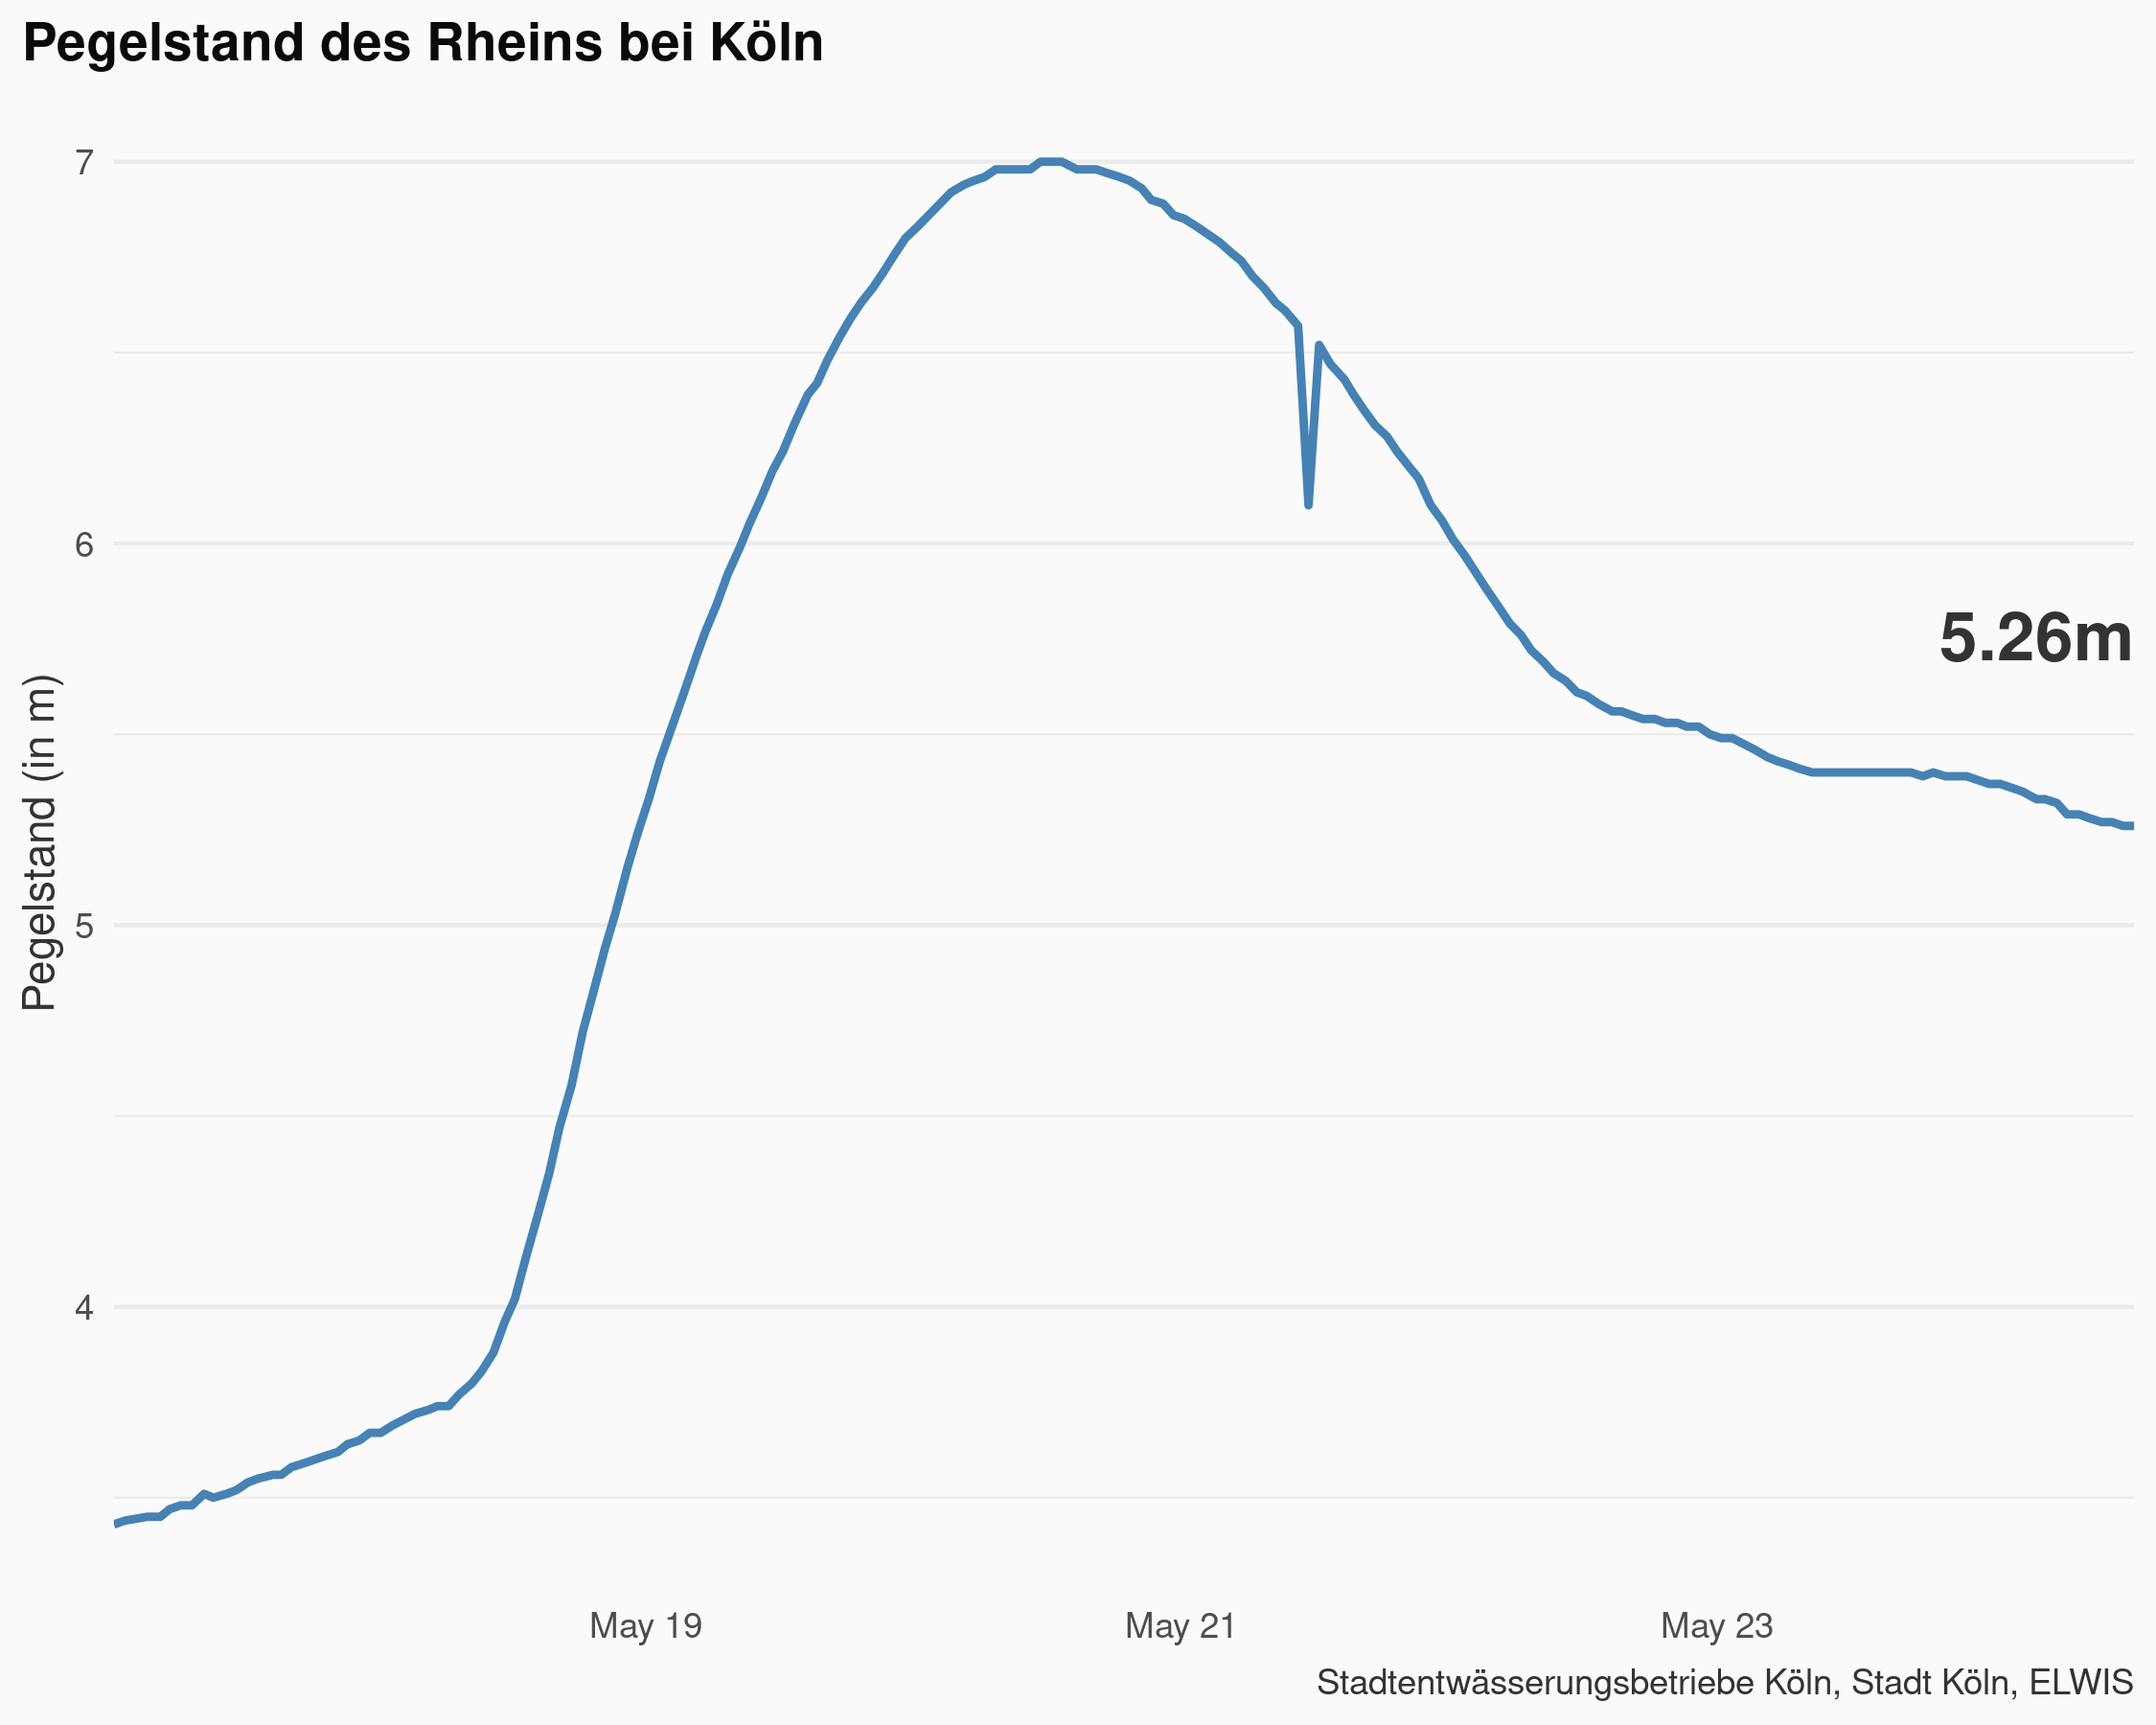 Pegelstand des Rheins bei Köln
Pegelstand (in m)
7
6
5
4
5.26m
May 19
May 21
May 23
Stadtentwässerungsbetriebe Köln, Stadt Köln, ELWIS